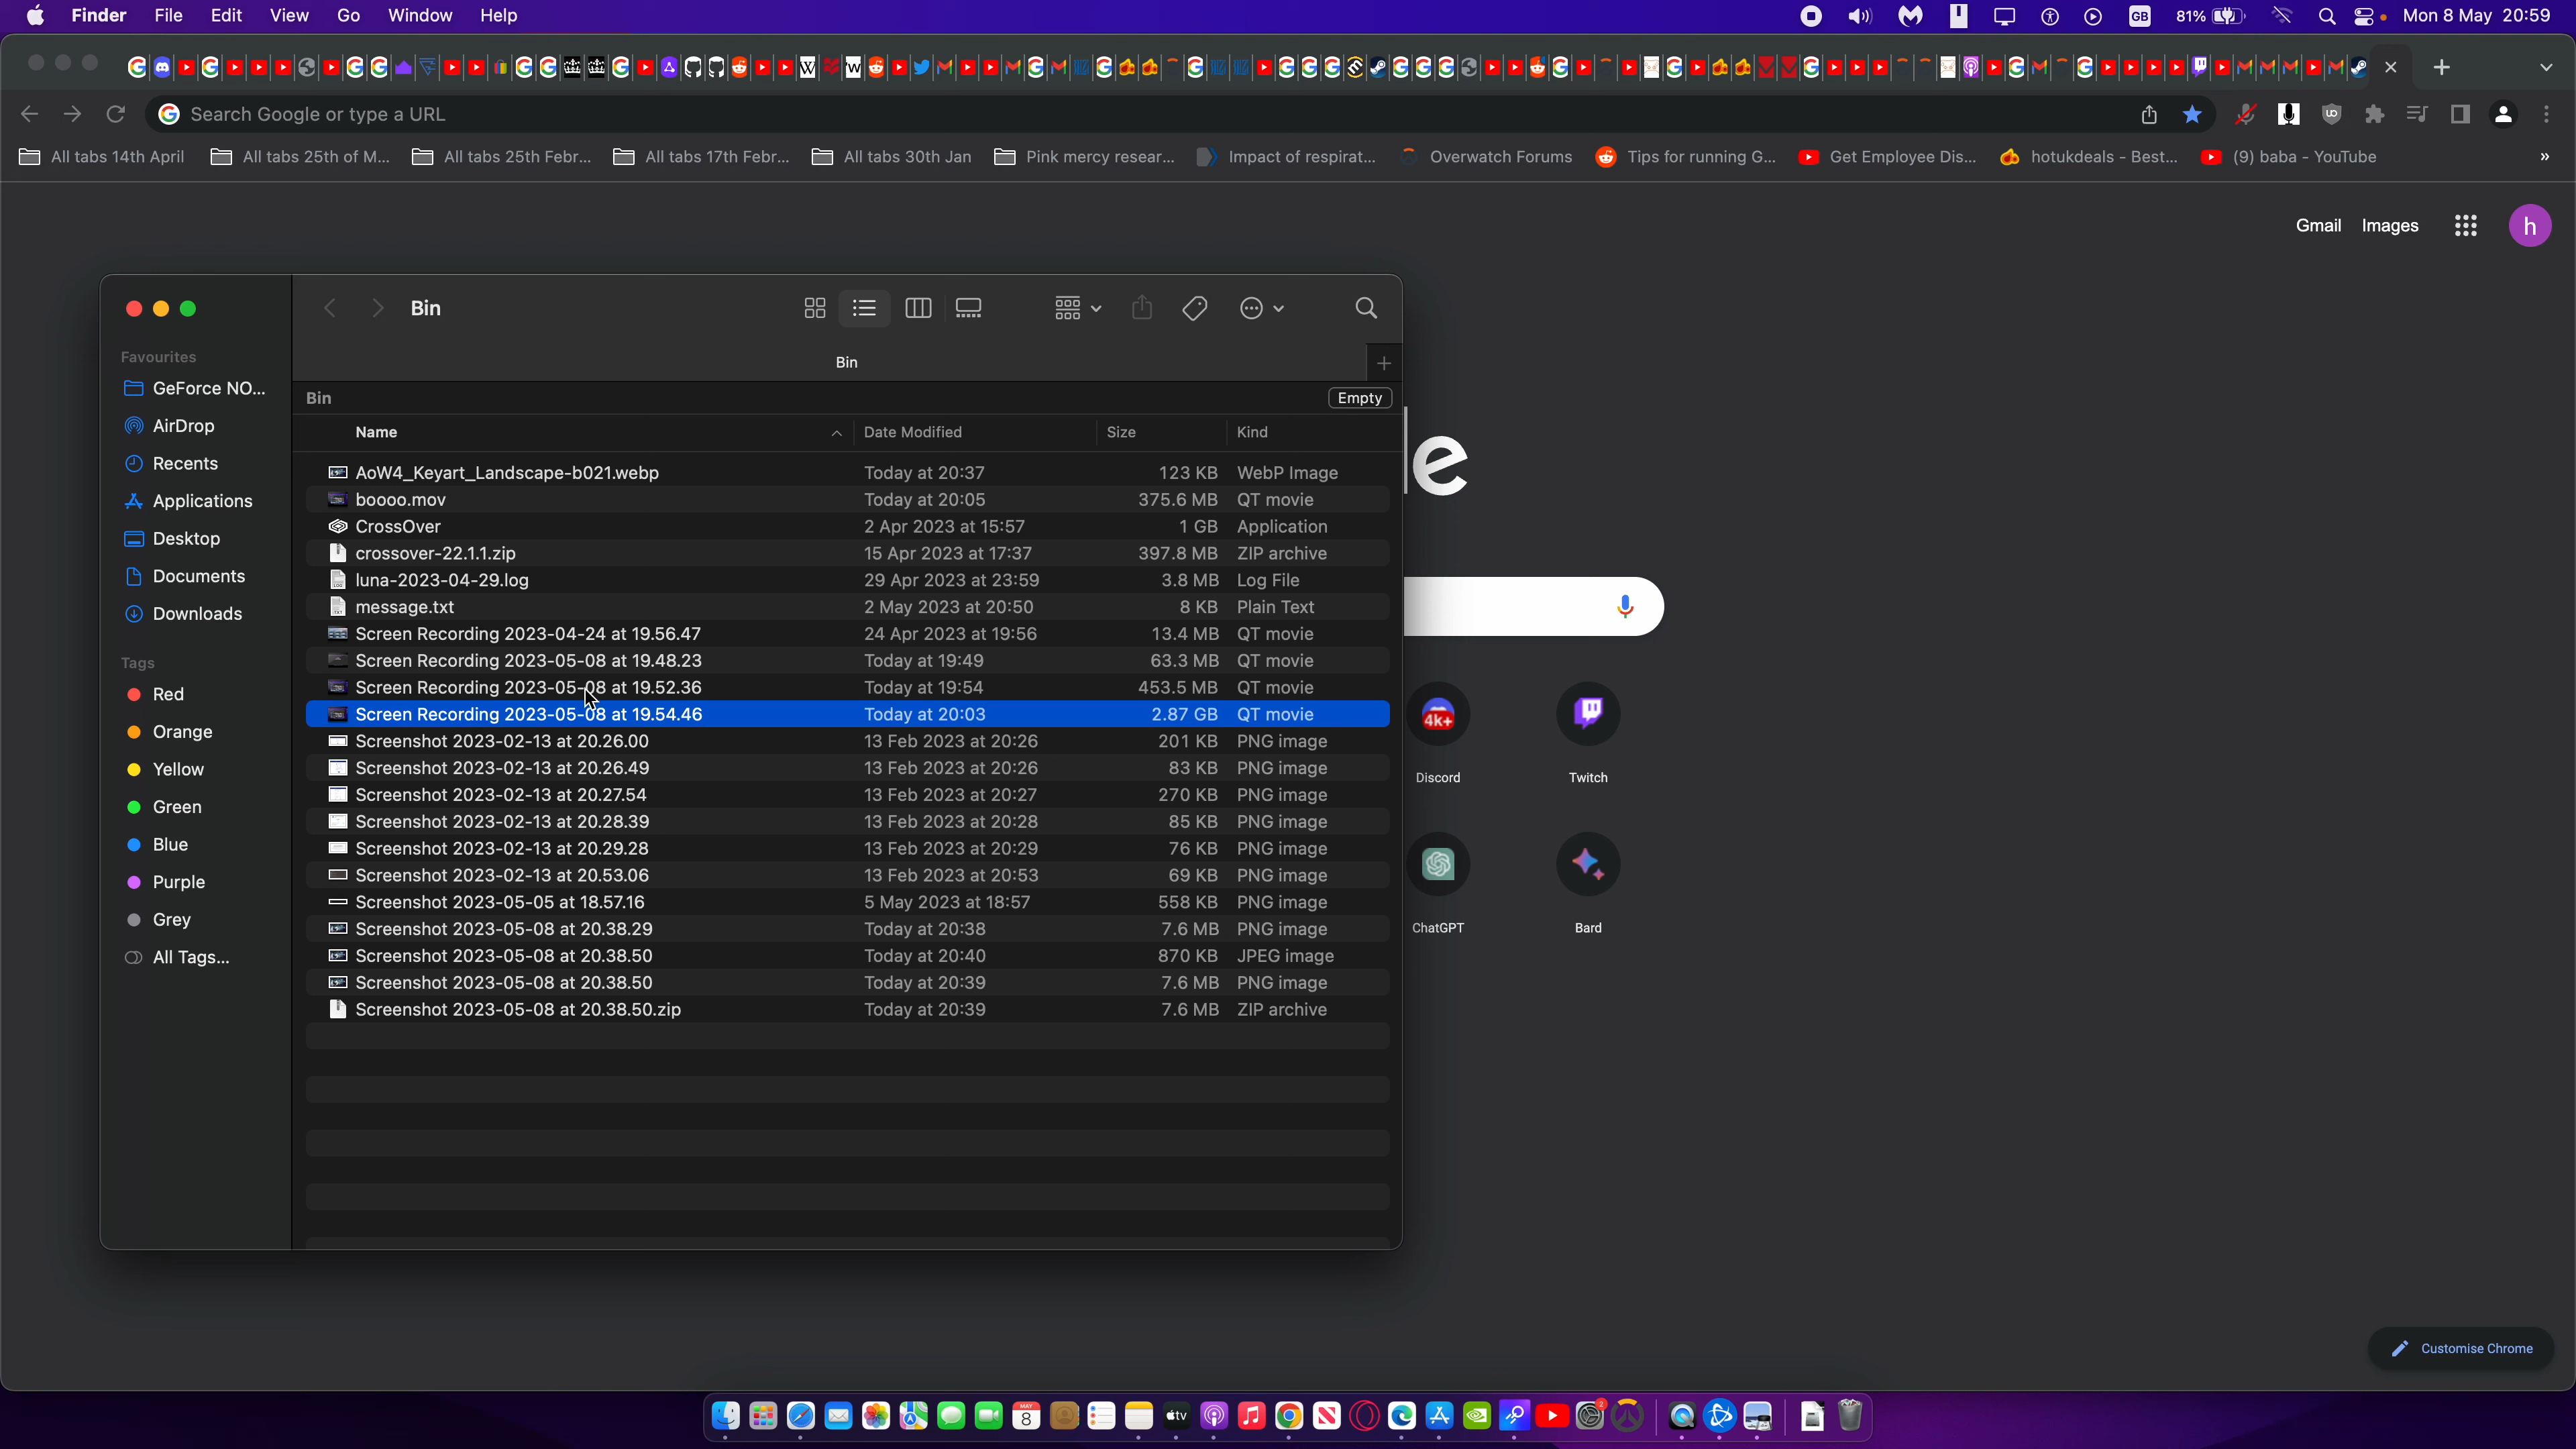 Finder File Edit View Go Window Help GB 81% Mon 8 May 20:59
Search Google or type a URL
All tabs 14th April All tabs 25th of M... All tabs 25th Febr... All tabs 17th Febr... All tabs 30th Jan Pink mercy resear... Impact of respirat... Overwatch Forums Tips for running G... Get Employee Dis... hotukdeals - Best... (9) baba - YouTube »
Gmail Images h
Bin
Bin
Bin Empty
Name Date Modified Size Kind
AoW4_Keyart_Landscape-b021.webp Today at 20:37 123 KB WebP Image
boooo.mov Today at 20:05 375.6 MB QT movie
CrossOver 2 Apr 2023 at 15:57 1 GB Application
crossover-22.1.1.zip 15 Apr 2023 at 17:37 397.8 MB ZIP archive
luna-2023-04-29.log 29 Apr 2023 at 23:59 3.8 MB Log File
message.txt 2 May 2023 at 20:50 8 KB Plain Text
Screen Recording 2023-04-24 at 19.56.47 24 Apr 2023 at 19:56 13.4 MB QT movie
Screen Recording 2023-05-08 at 19.48.23 Today at 19:49 63.3 MB QT movie
Screen Recording 2023-05-08 at 19.52.36 Today at 19:54 453.5 MB QT movie
Screen Recording 2023-05-08 at 19.54.46 Today at 20:03 2.87 GB QT movie
Screenshot 2023-02-13 at 20.26.00 13 Feb 2023 at 20:26 201 KB PNG image
Screenshot 2023-02-13 at 20.26.49 13 Feb 2023 at 20:26 83 KB PNG image
Screenshot 2023-02-13 at 20.27.54 13 Feb 2023 at 20:27 270 KB PNG image
Screenshot 2023-02-13 at 20.28.39 13 Feb 2023 at 20:28 85 KB PNG image
Screenshot 2023-02-13 at 20.29.28 13 Feb 2023 at 20:29 76 KB PNG image
Screenshot 2023-02-13 at 20.53.06 13 Feb 2023 at 20:53 69 KB PNG image
Screenshot 2023-05-05 at 18.57.16 5 May 2023 at 18:57 558 KB PNG image
Screenshot 2023-05-08 at 20.38.29 Today at 20:38 7.6 MB PNG image
Screenshot 2023-05-08 at 20.38.50 Today at 20:40 870 KB JPEG image
Screenshot 2023-05-08 at 20.38.50 Today at 20:39 7.6 MB PNG image
Screenshot 2023-05-08 at 20.38.50.zip Today at 20:39 7.6 MB ZIP archive
Favourites
GeForce NO...
AirDrop
Recents
Applications
Desktop
Documents
Downloads
Tags
Red
Orange
Yellow
Green
Blue
Purple
Grey
All Tags...
le
4k+
Discord Twitch
ChatGPT Bard
Customise Chrome
MAY 8 tv 2